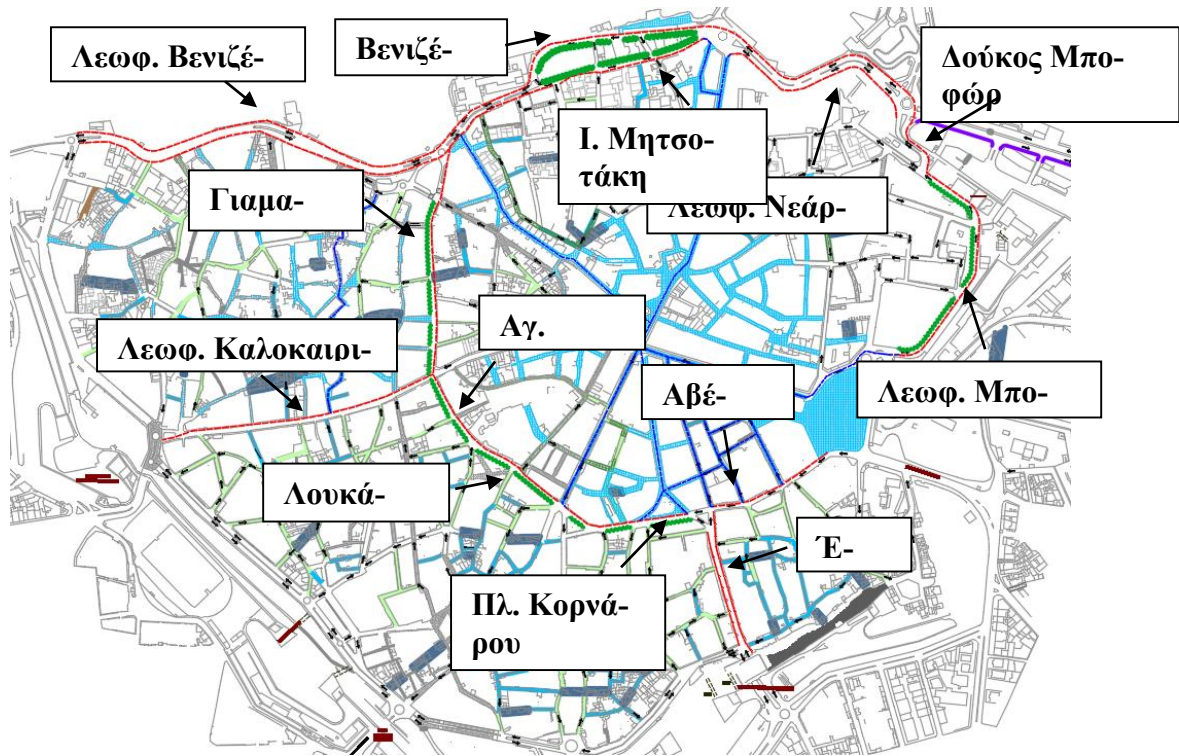 Λεωφ. Βενιζέ-
Βενιζέ-
Δούκος Μπο-
φώρ
Ι. Μητσο-
τάκη
Γιαμα-
Λεωφ. Νεάρ-
Αγ.
Λεωφ. Καλοκαιρι-
Αβέ-
Λεωφ. Μπο-
Λουκά-
Έ-
Πλ. Κορνά-
ρου